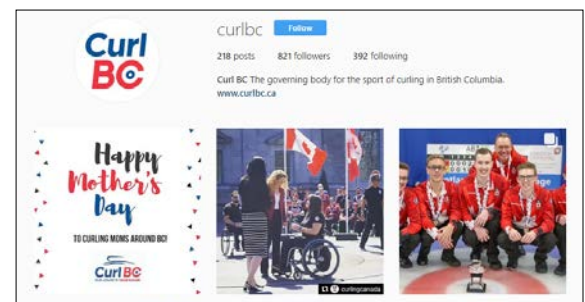 Curl
BC
curlbc Follow
218 posts 821 followers 392 following
Curl BC The governing body for the sport of curling in British Columbia.
www.curlbc.ca
Happy
Mother's
Day
TO CURLING MOMS AROUND BC!
Curl BC
curlingcanada